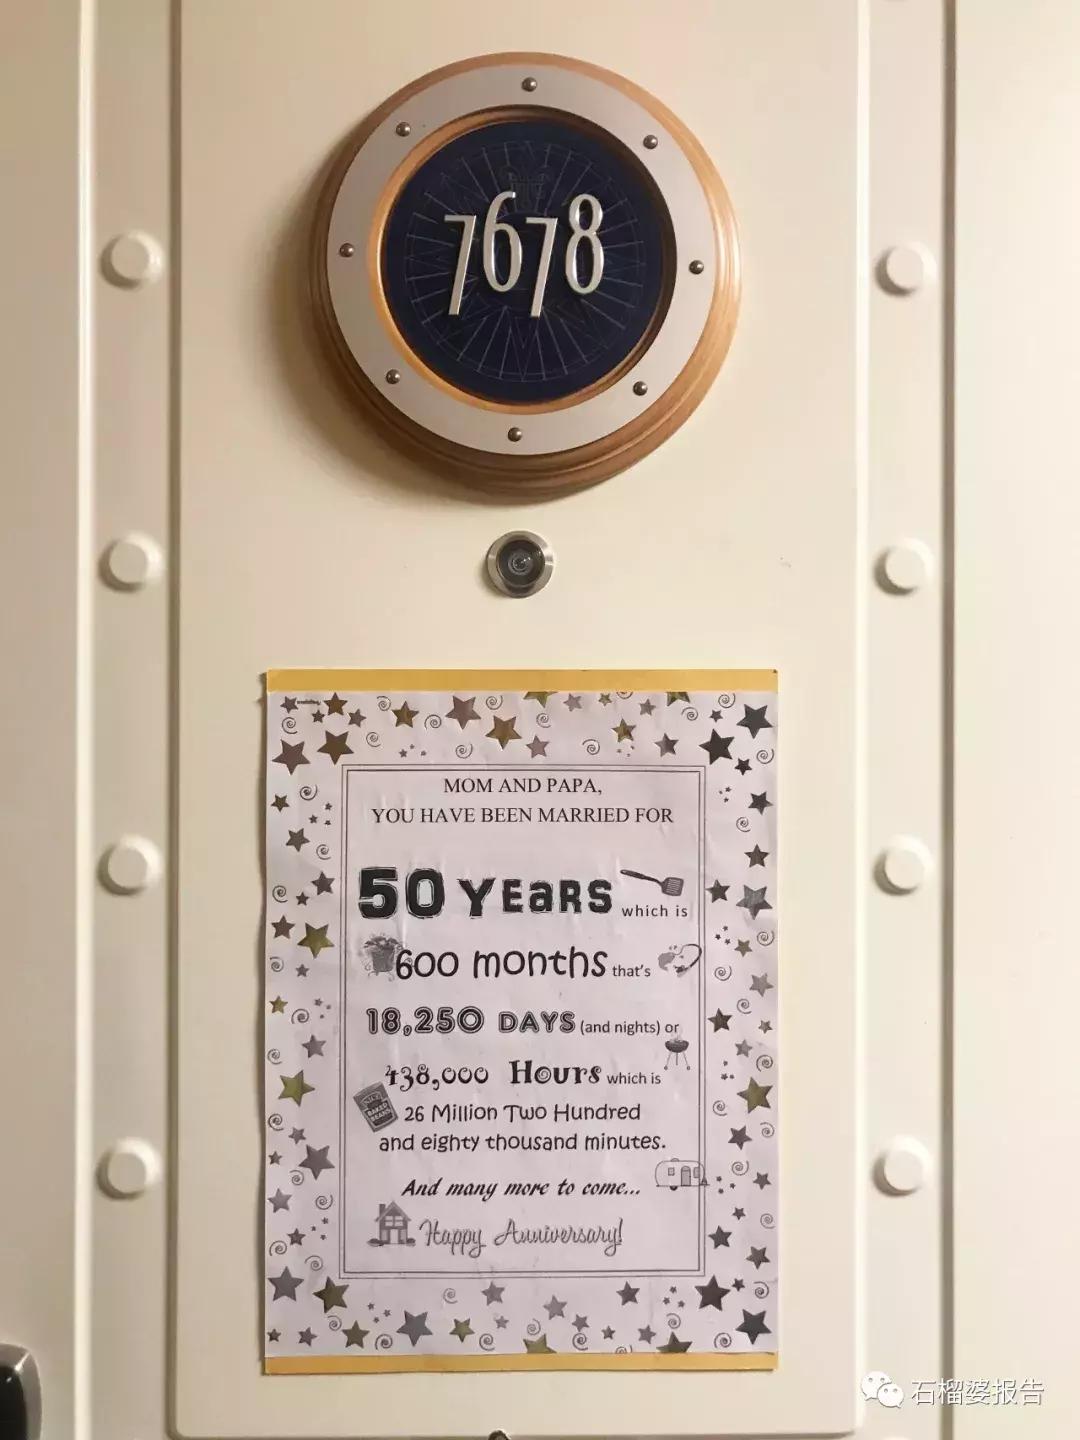 7678
MOM AND PAPA,
YOU HAVE BEEN MARRIED FOR
50 YEARS which is
600 months that's
18,250 DAYS (and nights) or
438,000 Hours which is
BAKED
BEANS
26 Million Two Hundred
and eighty thousand minutes.
And many more to come...
Happy Anniversary!
石榴婆报告